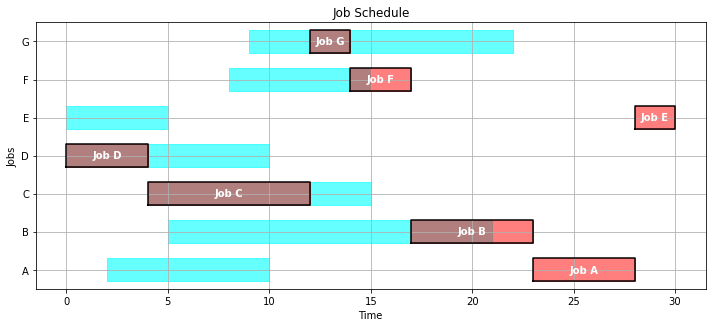 Job Schedule
G
Job G
F
Job F
E
Job E
D
Job D
C
Job C
B
Job B
A
Job A
Jobs
0 5 10 15 20 25 30
Time